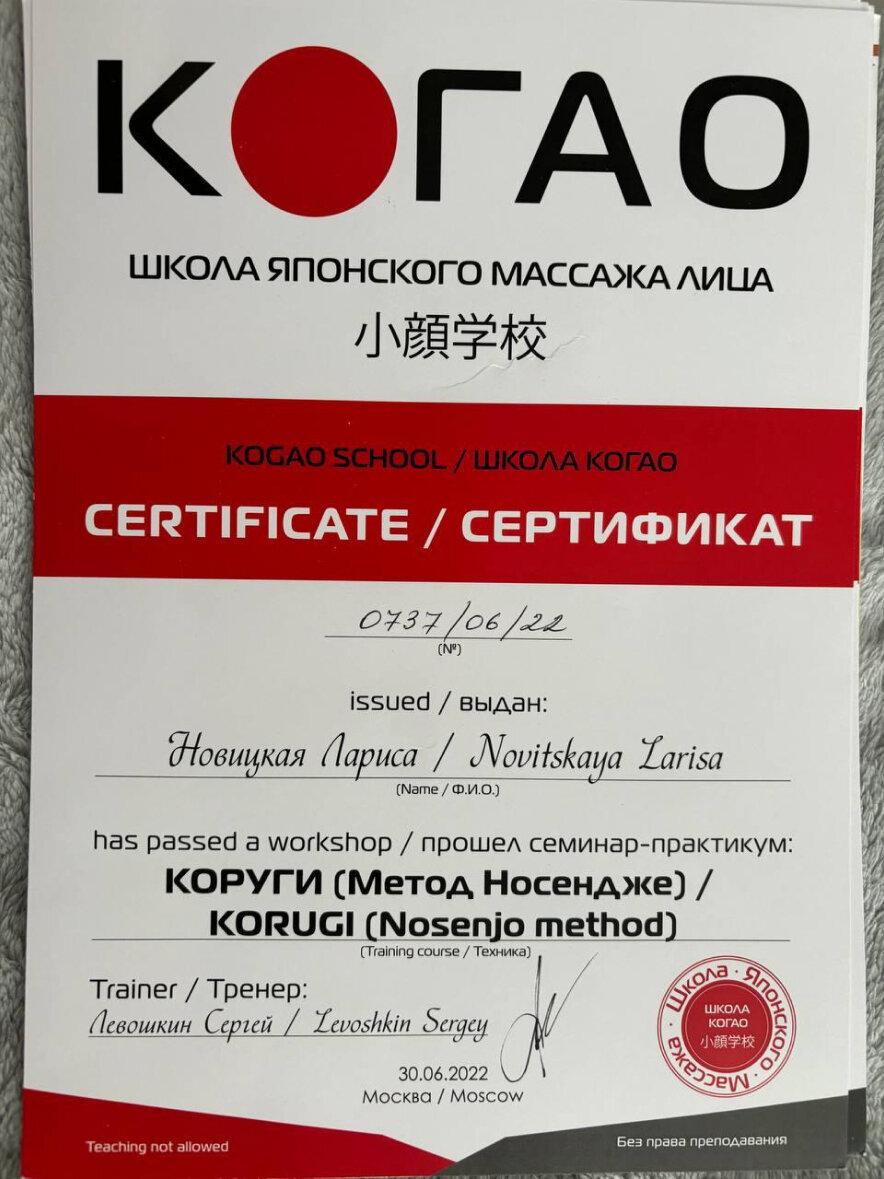 КОГАО
ШКОЛА ЯПОНСКОГО МАССАЖА ЛИЦА
小顔学校
KOGAO SCHOOL / ШКОЛА КОГАО
CERTIFICATE / СЕРТИФИКАТ
0737/06/22
(№)
issued / выдан:
Новицкая Лариса / Novitskaya Larisa
(Name / Ф.И.О.)
has passed a workshop / прошел семинар-практикум:
КОРУГИ (Метод Носендже) /
KORUGI (Nosenjo method)
(Training course / Техника)
Trainer / Тренер:
Левошкин Сергей / Levoshkin Sergey
30.06.2022
Москва / Moscow
Школа · Японского · Массажа ·
ШКОЛА
КОГАО
小顔学校
Teaching not allowed
Без права преподавания